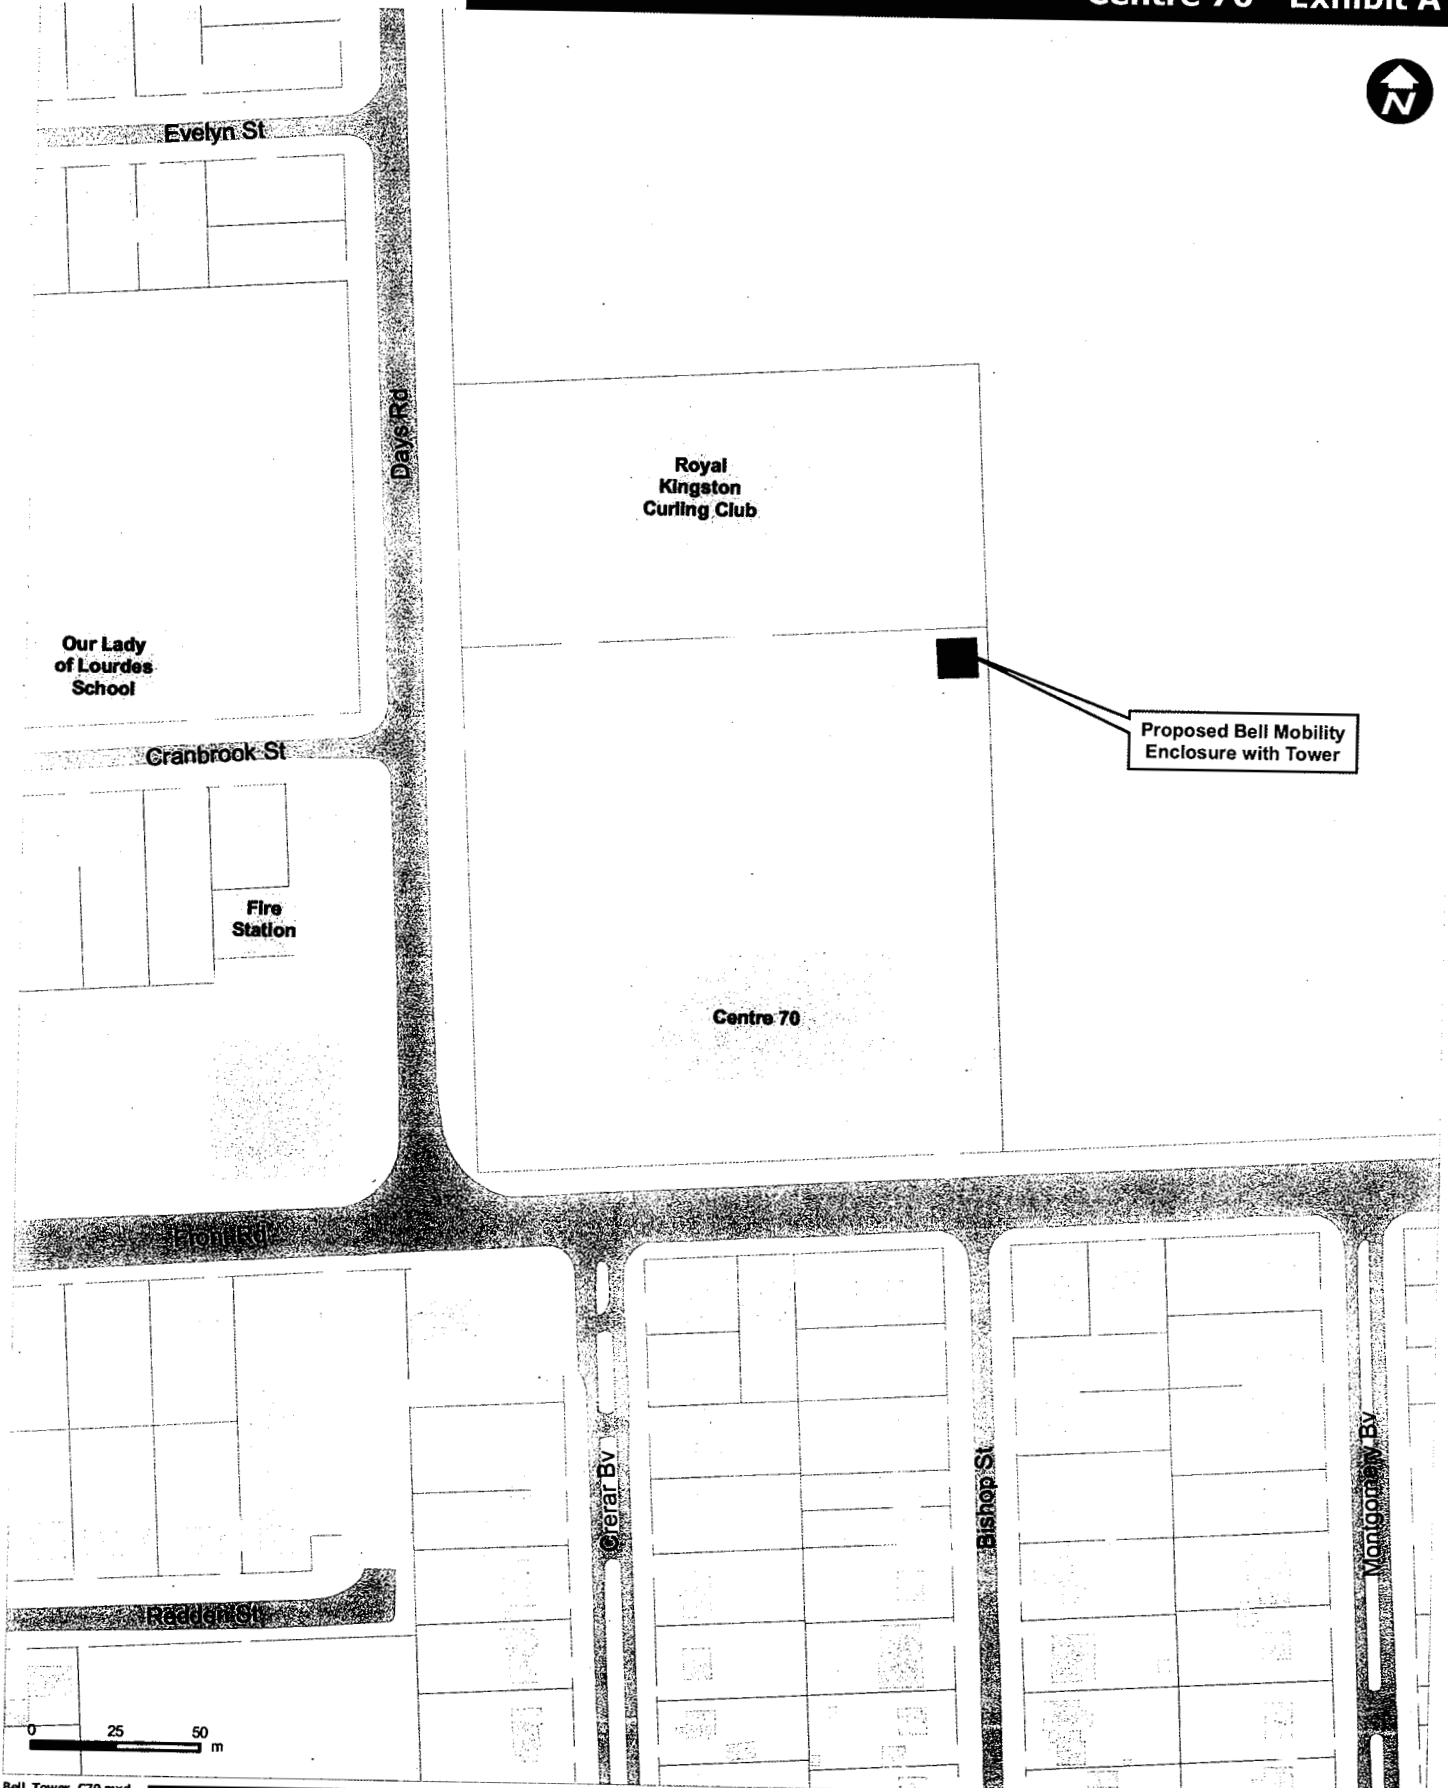 Centre 70 Exhibit A
N
Evelyn St
Days Rd
Royal
Kingston
Curling Club
Our Lady
of Lourdes
School
Proposed Bell Mobility
Enclosure with Tower
Cranbrook St
Fire
Station
Centre 70
Front Rd
Crerar Bv
Bishop St
Montgomery Bv
Redden St
0 25 50
m
Bell_Tower_C70.mxd